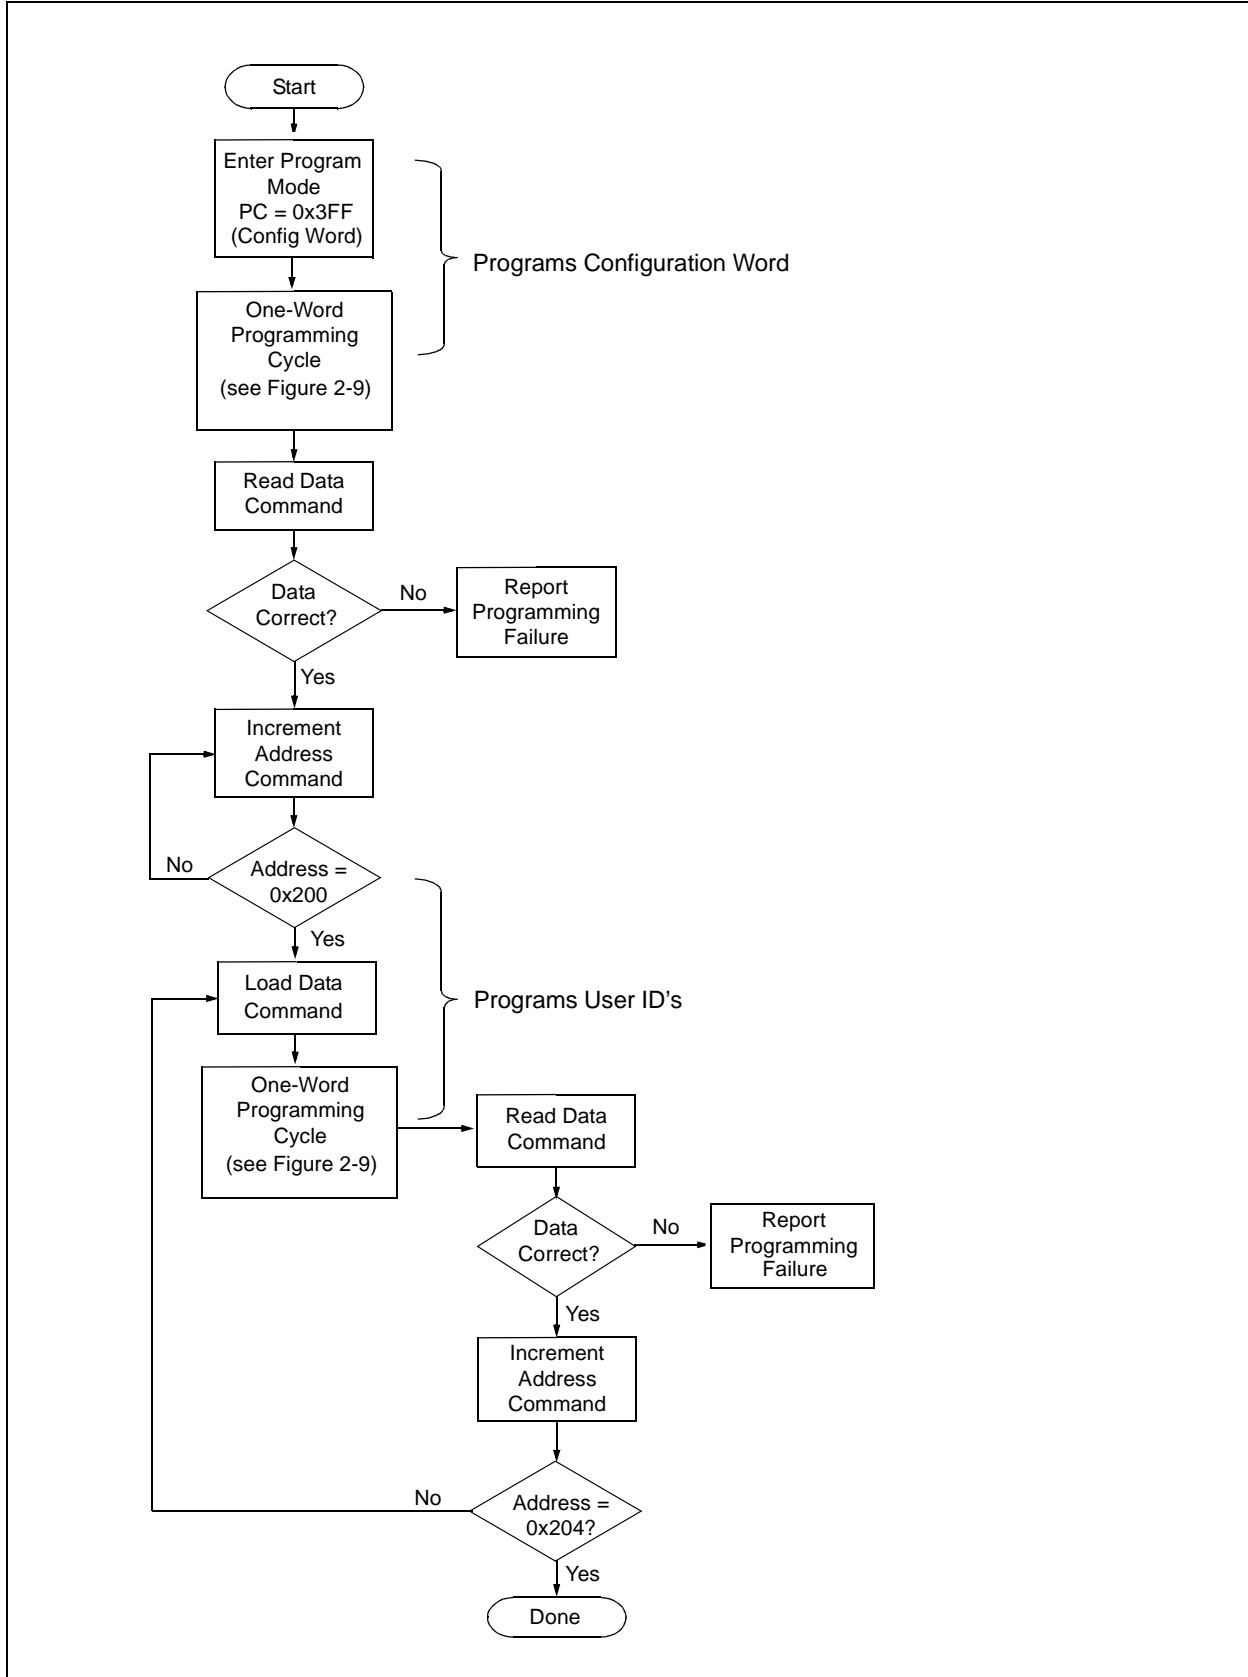 Start
Enter Program
Mode
PC = 0x3FF
(Config Word)
Programs Configuration Word
One-Word
Programming
Cycle
(see Figure 2-9)
Read Data
Command
Data
Correct?
No
Report
Programming
Failure
Yes
Increment
Address
Command
No
Address =
0x200
Yes
Load Data
Command
Programs User ID's
One-Word
Programming
Cycle
(see Figure 2-9)
Read Data
Command
Data
Correct?
No
Report
Programming
Failure
Yes
Increment
Address
Command
No
Address =
0x204?
Yes
Done